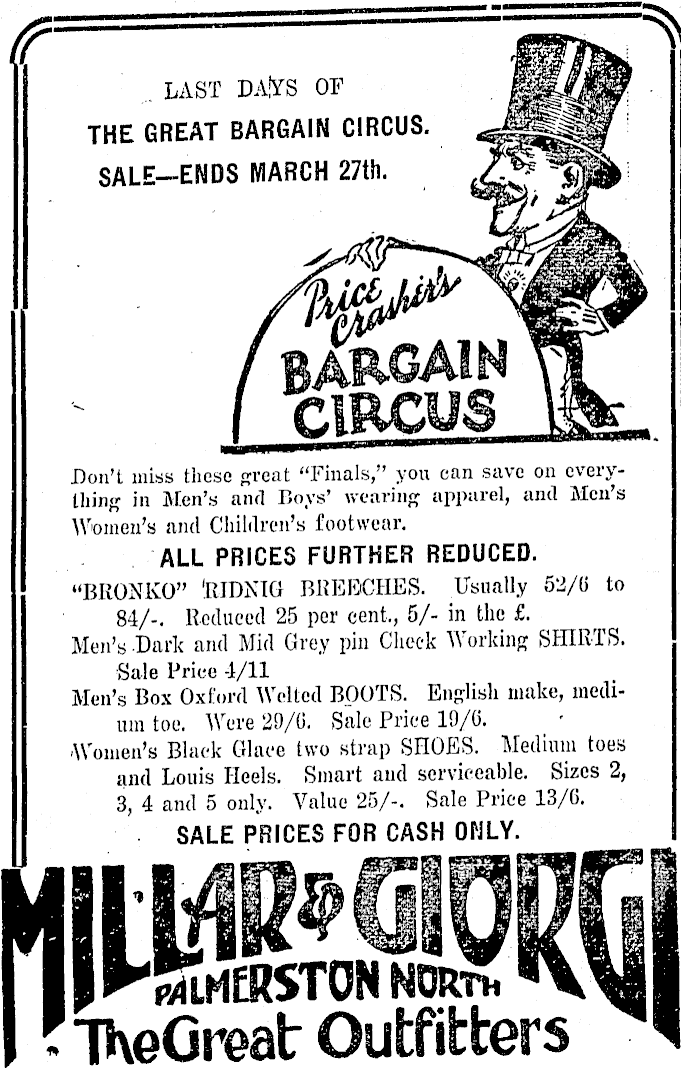 LAST DAYS OF
THE GREAT BARGAIN CIRCUS.
SALE—ENDS MARCH 27th.
Price
Crasher's
BARGAIN
CIRCUS
Don't miss these great "Finals," you can save on every-
thing in Men's and Boys' wearing apparel, and Men's
Women's and Children's footwear.
ALL PRICES FURTHER REDUCED.
"BRONKO" RIDNIG BREECHES. Usually 52/6 to
84/-. Reduced 25 per cent., 5/- in the £.
Men's Dark and Mid Grey pin Check Working SHIRTS.
Sale Price 4/11
Men's Box Oxford Welted BOOTS. English make, medi-
um toe. Were 29/6. Sale Price 19/6.
Women's Black Glace two strap SHOES. Medium toes
and Louis Heels. Smart and serviceable. Sizes 2,
3, 4 and 5 only. Value 25/-. Sale Price 13/6.
SALE PRICES FOR CASH ONLY.
MILLAR & GIORGI
PALMERSTON NORTH
The Great Outfitters